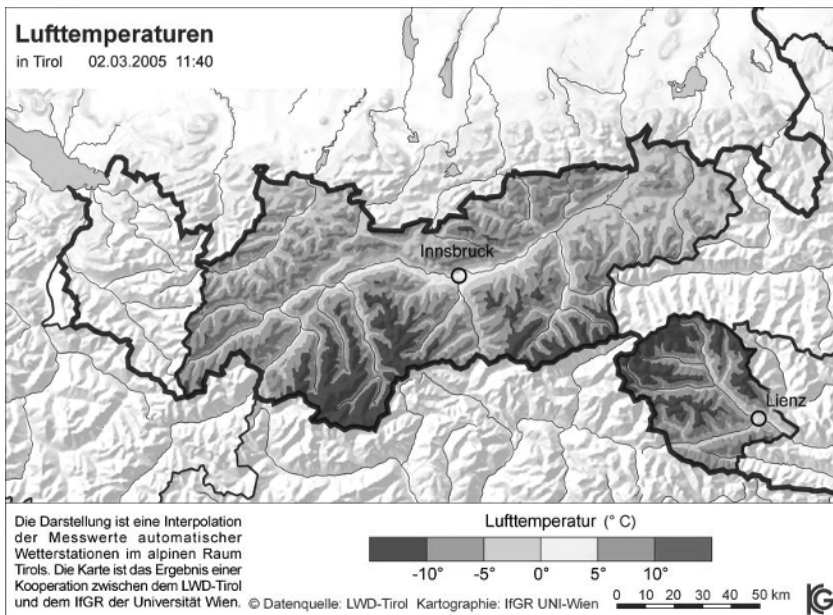 Lufttemperaturen
in Tirol 02.03.2005 11:40
Innsbruck
Lienz
Die Darstellung ist eine Interpolation
der Messwerte automatischer
Wetterstationen im alpinen Raum
Tirols. Die Karte ist das Ergebnis einer
Kooperation zwischen dem LWD-Tirol
und dem IfGR der Universität Wien.
Lufttemperatur (° C)
-10° -5° 0° 5° 10°
© Datenquelle: LWD-Tirol Kartographie: IfGR UNI-Wien
0 10 20 30 40 50 km